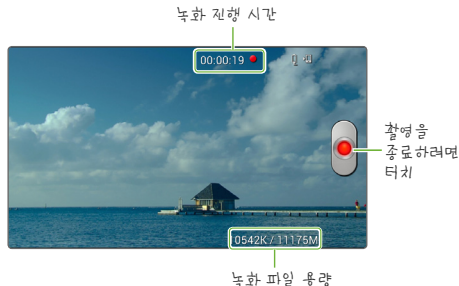 녹화 진행 시간
00:00:19
촬영을
종료하려면
터치
10542K / 11175M
녹화 파일 용량